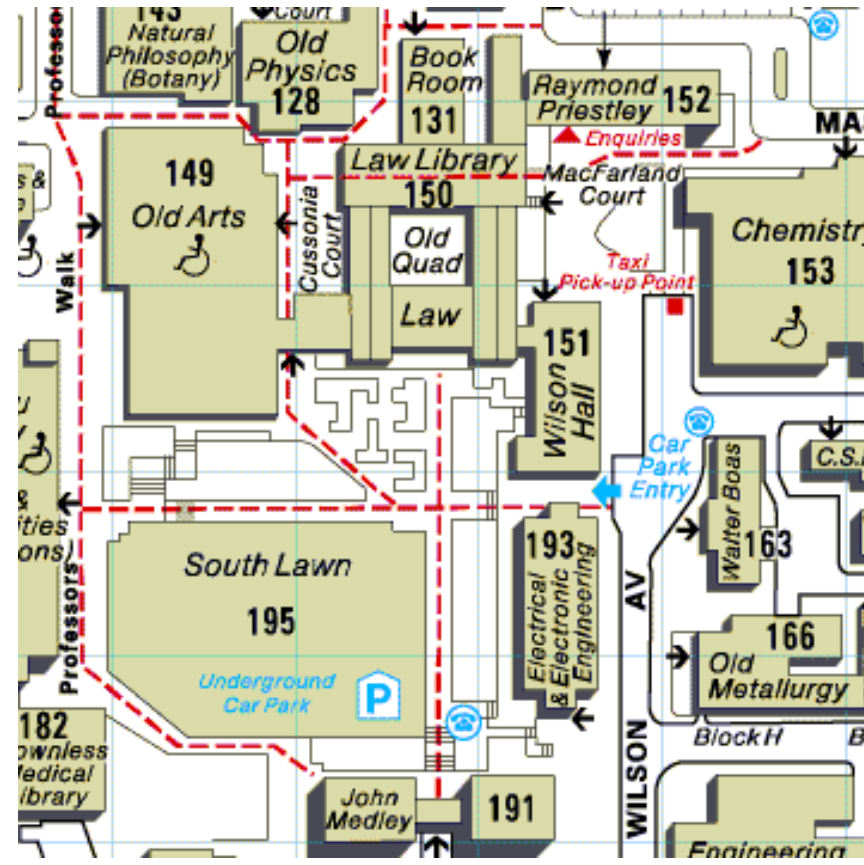 143
Natural
Philosophy
(Botany)
Court
Old
Physics
128
Book
Room
131
Raymond
Priestley
152
Enquiries
Law Library
150
MacFarland
Court
149
Old Arts
Cussonia
Court
Old
Quad
Law
Taxi
Pick-up Point
153
Walk
151
Wilson
Hall
Car
Park
Entry
C.S.
Walter Boas
163
193
Electrical
& Electronic
Engineering
AV
South Lawn
195
Professors
Underground
Car Park
P
166
Old
Metallurgy
Block H
WILSON
182
Medical
Library
John
Medley
191
Engineering